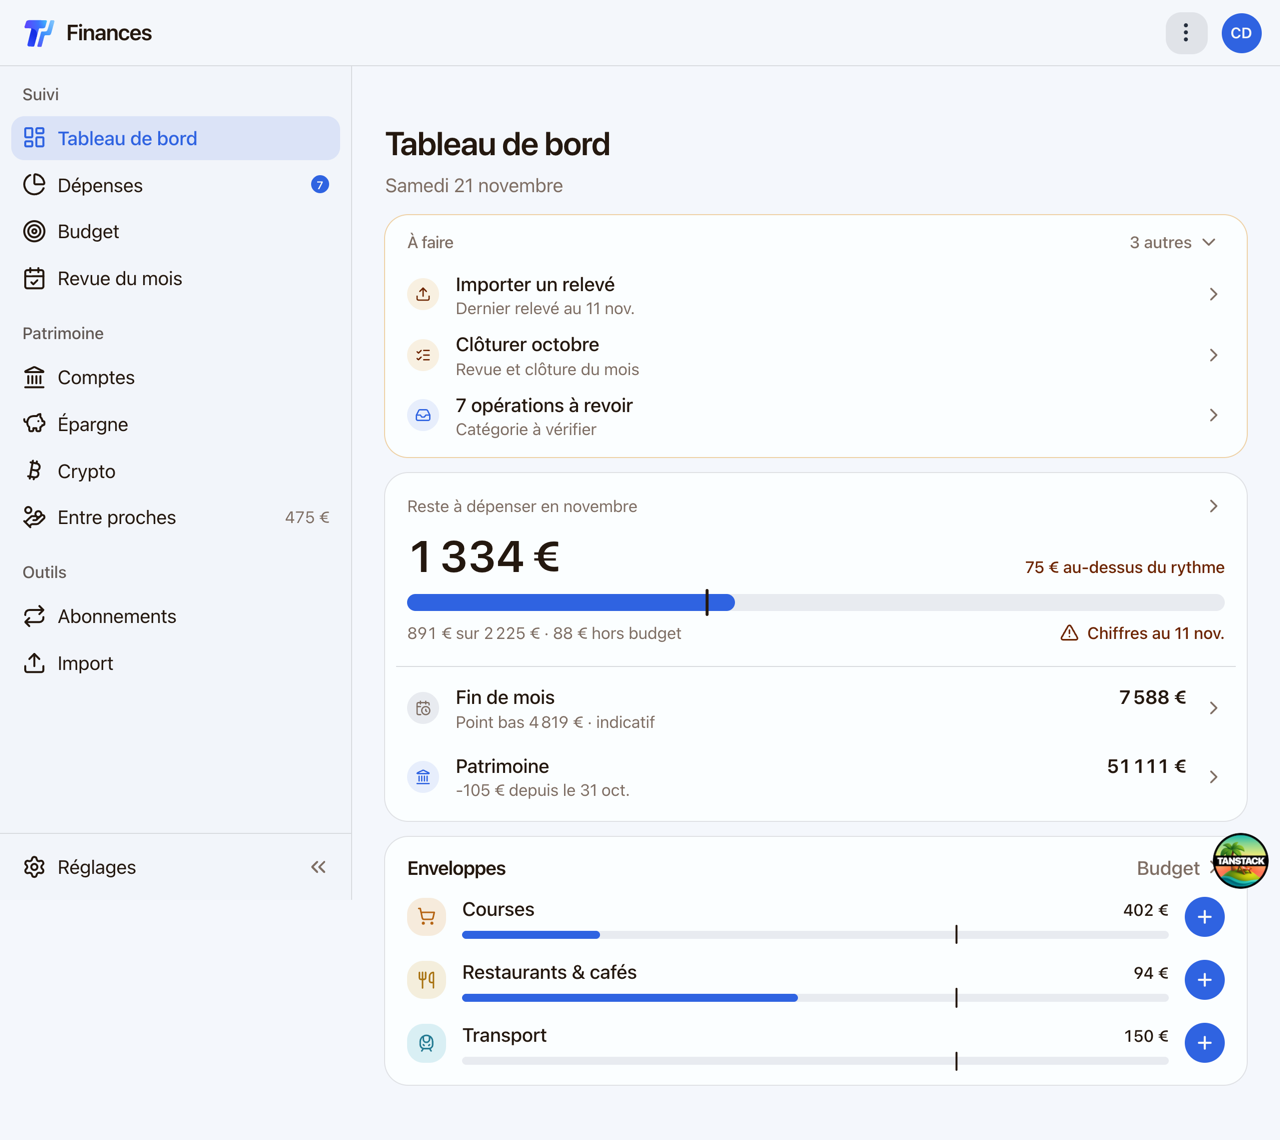 Finances
CD
Suivi
Tableau de bord
Dépenses
7
Budget
Revue du mois
Patrimoine
Comptes
Épargne
Crypto
Entre proches
475 €
Outils
Abonnements
Import
Réglages
Tableau de bord
Samedi 21 novembre
À faire
3 autres
Importer un relevé
Dernier relevé au 11 nov.
Clôturer octobre
Revue et clôture du mois
7 opérations à revoir
Catégorie à vérifier
Reste à dépenser en novembre
1 334 €
75 € au-dessus du rythme
891 € sur 2 225 € · 88 € hors budget
Chiffres au 11 nov.
Fin de mois
7 588 €
Point bas 4 819 € · indicatif
Patrimoine
51 111 €
-105 € depuis le 31 oct.
Enveloppes
Budget
TANSTACK
Courses
402 €
Restaurants & cafés
94 €
Transport
150 €